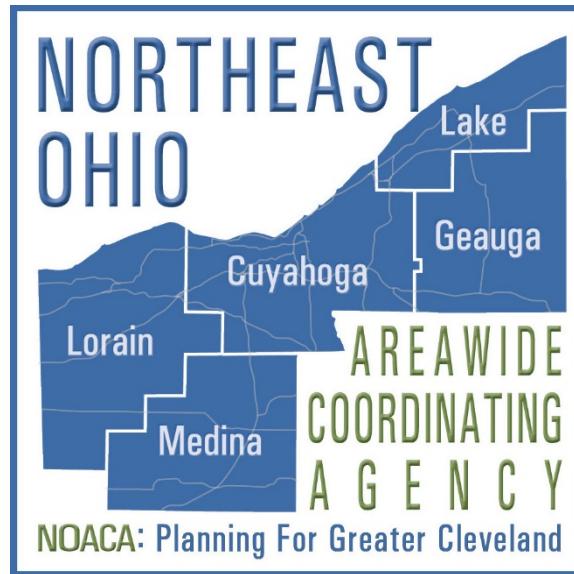 NORTHEAST
OHIO
Lake
Geauga
Cuyahoga
Lorain
Medina
AREAWIDE
COORDINATING
AGENCY
NOACA: Planning For Greater Cleveland